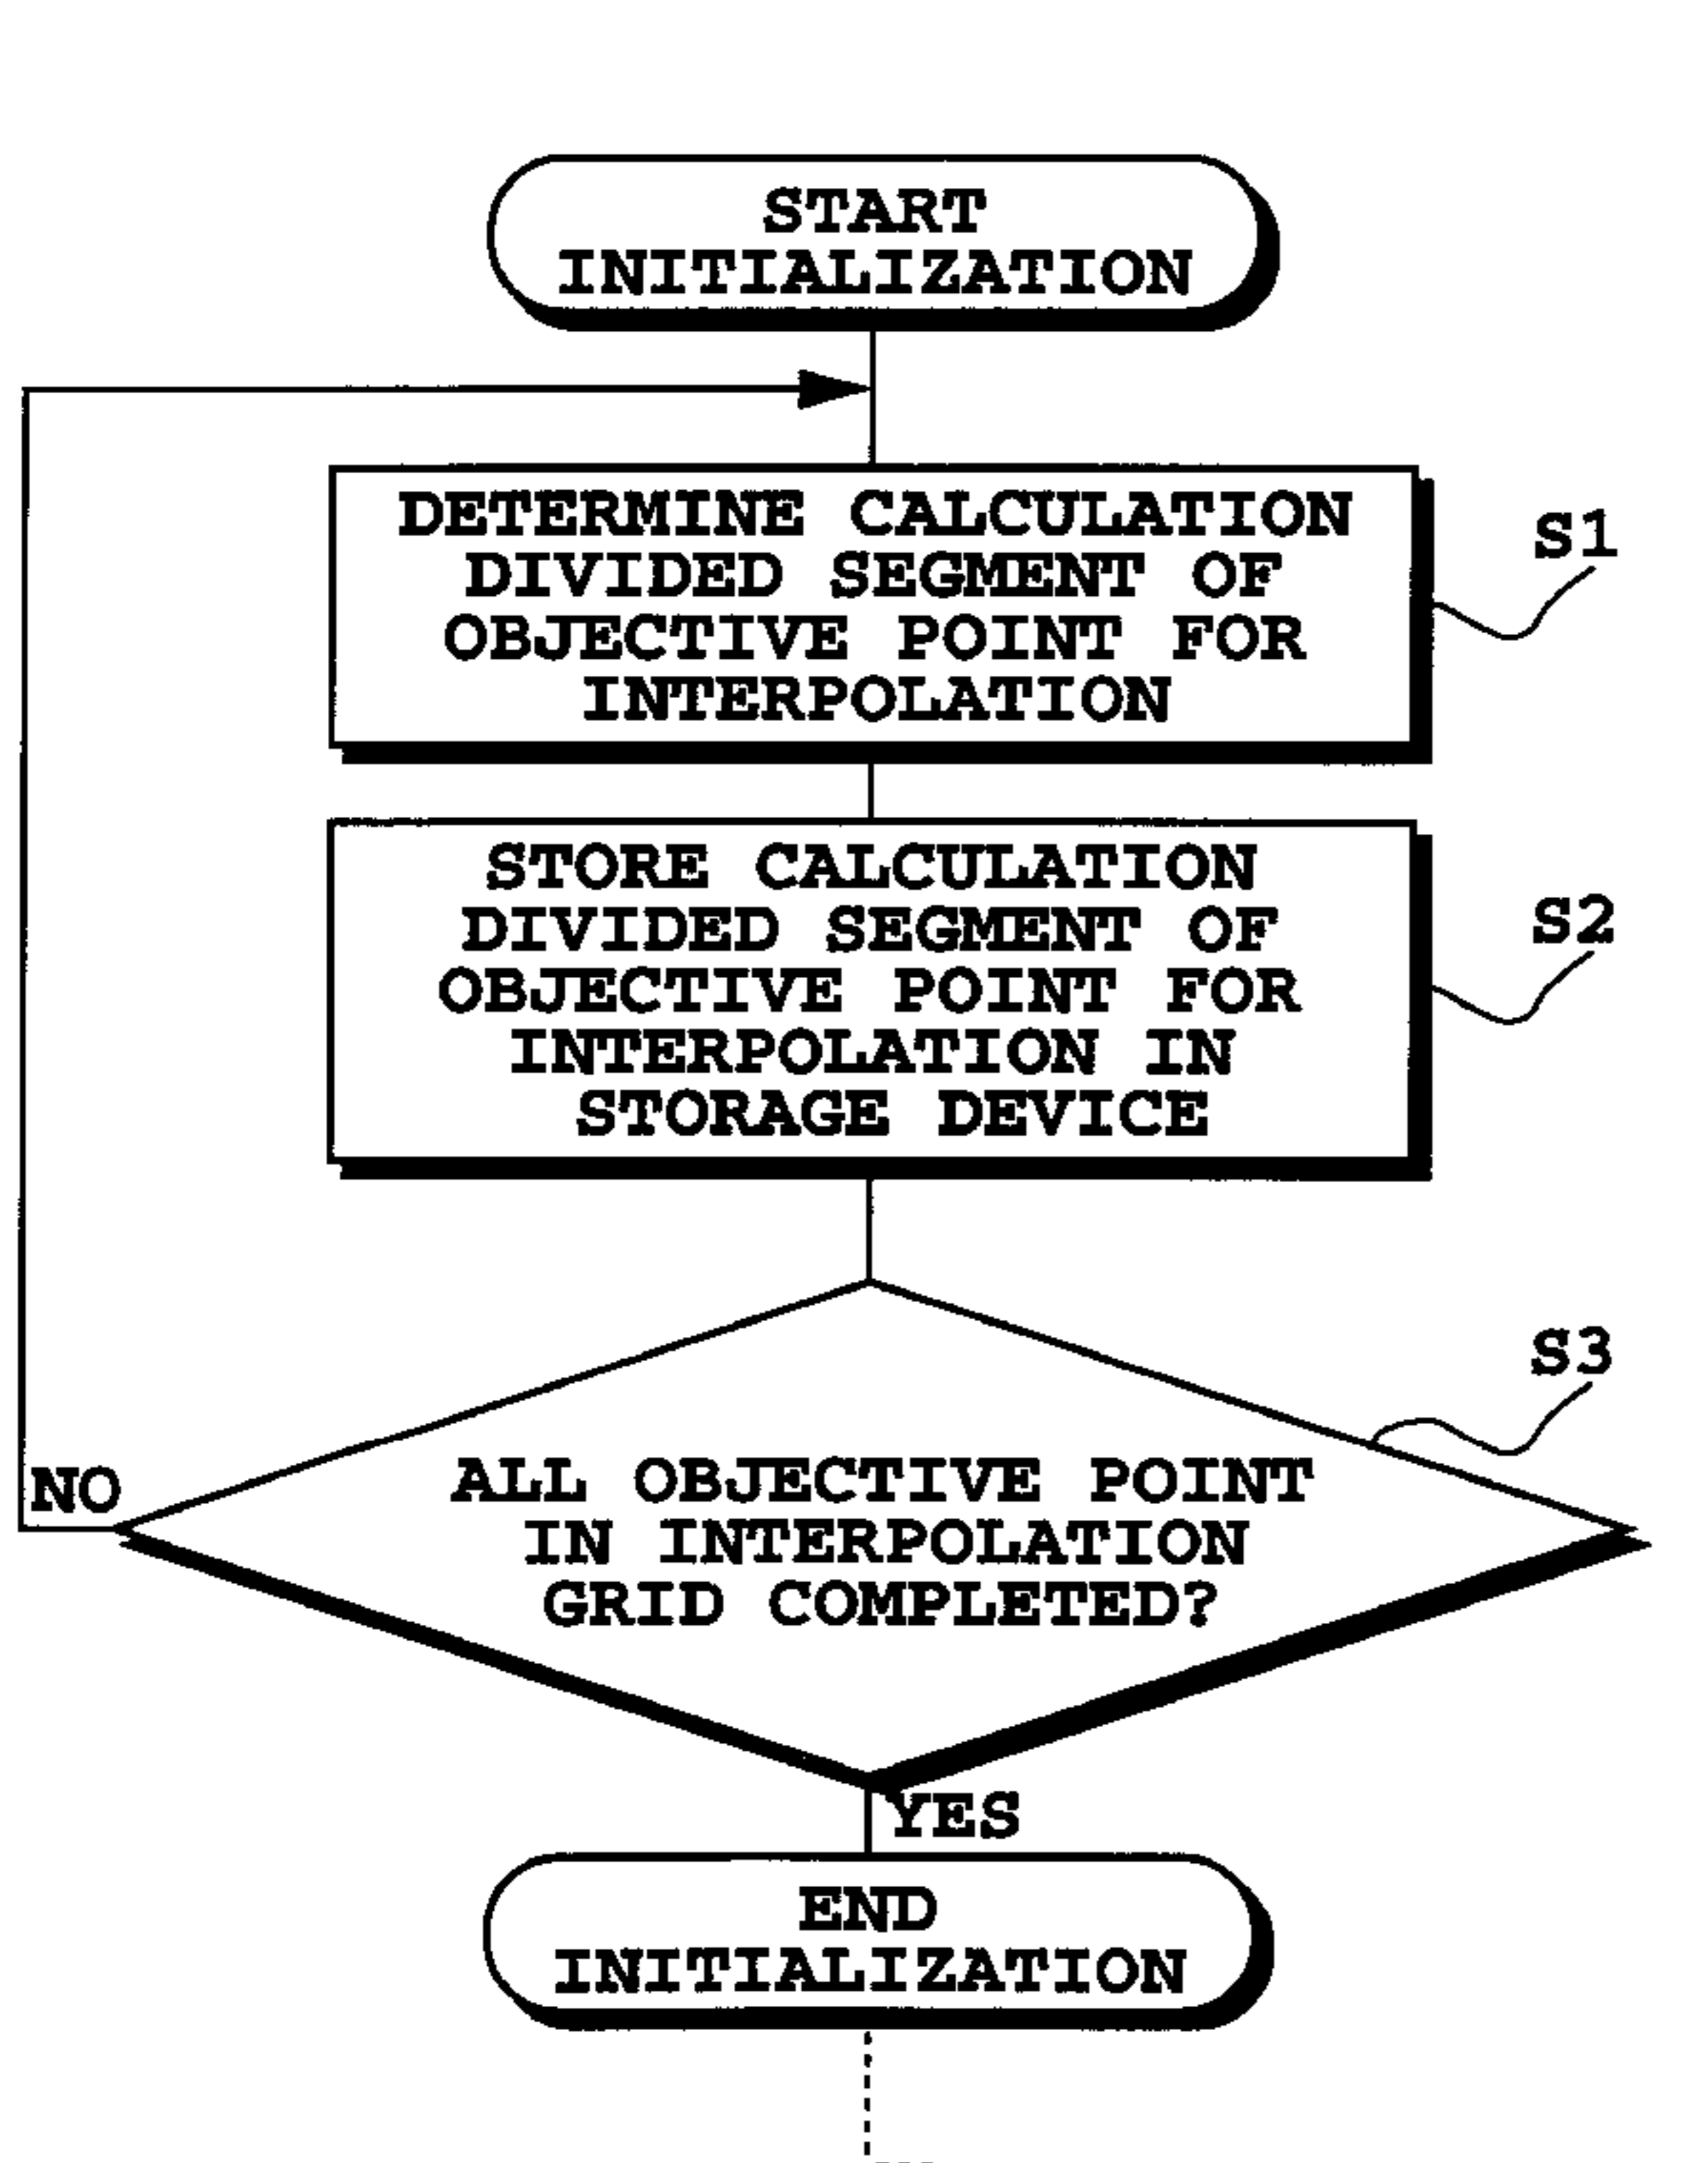 START
INITIALIZATION
DETERMINE CALCULATION
DIVIDED SEGMENT OF
OBJECTIVE POINT FOR
INTERPOLATION
S1
STORE CALCULATION
DIVIDED SEGMENT OF
OBJECTIVE POINT FOR
INTERPOLATION IN
STORAGE DEVICE
S2
S3
ALL OBJECTIVE POINT
IN INTERPOLATION
GRID COMPLETED?
NO
YES
END
INITIALIZATION